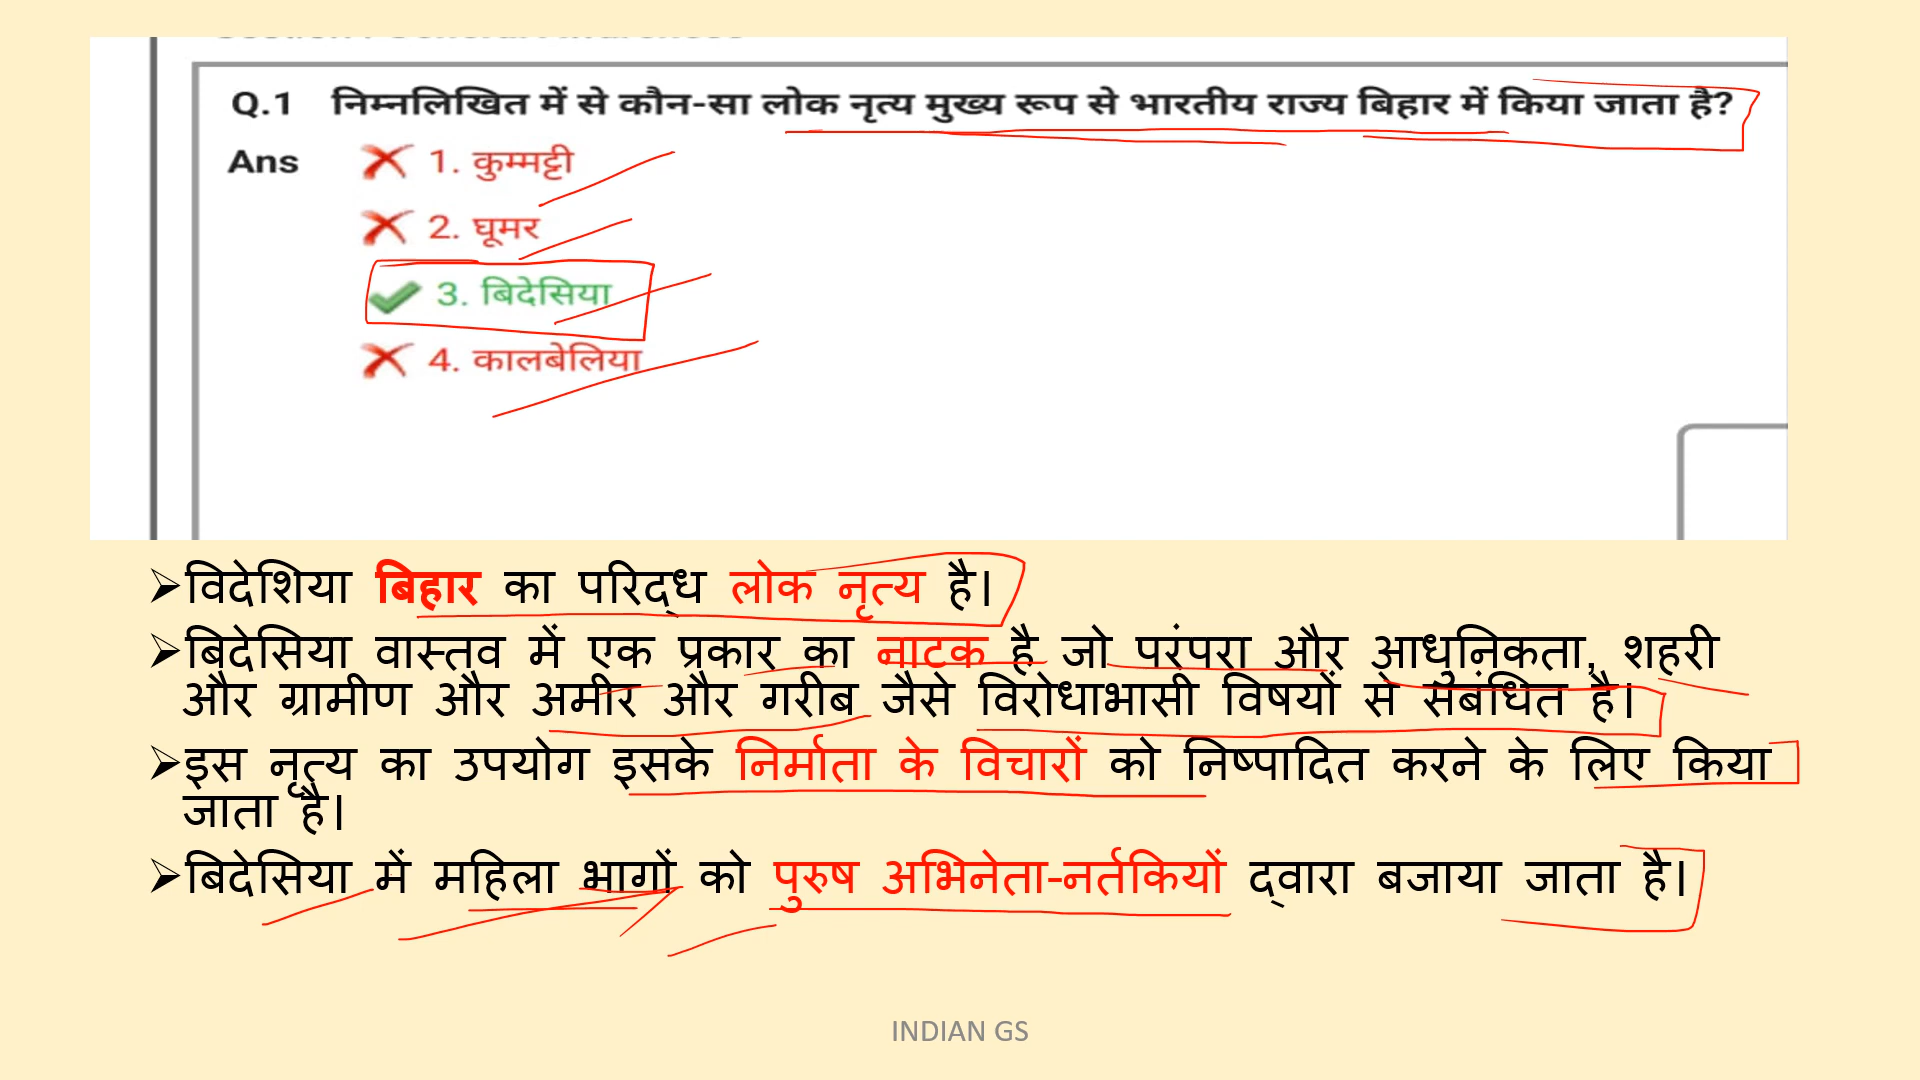 Q.1 निम्नलिखित में से कौन-सा लोक नृत्य मुख्य रूप से भारतीय राज्य बिहार में किया जाता है?
Ans 1. कुम्मट्टी
2. घूमर
3. बिदेसिया
4. कालबेलिया
➢विदेशिया बिहार का परिद्ध लोक नृत्य है।
➢बिदेसिया वास्तव में एक प्रकार का नाटक है जो परंपरा और आधुनिकता, शहरी
और ग्रामीण और अमीर और गरीब जैसे विरोधाभासी विषयों से संबंधित है।
➢इस नृत्य का उपयोग इसके निर्माता के विचारों को निष्पादित करने के लिए किया
जाता है।
➢बिदेसिया में महिला भागों को पुरुष अभिनेता-नर्तकियों द्वारा बजाया जाता है।
INDIAN GS